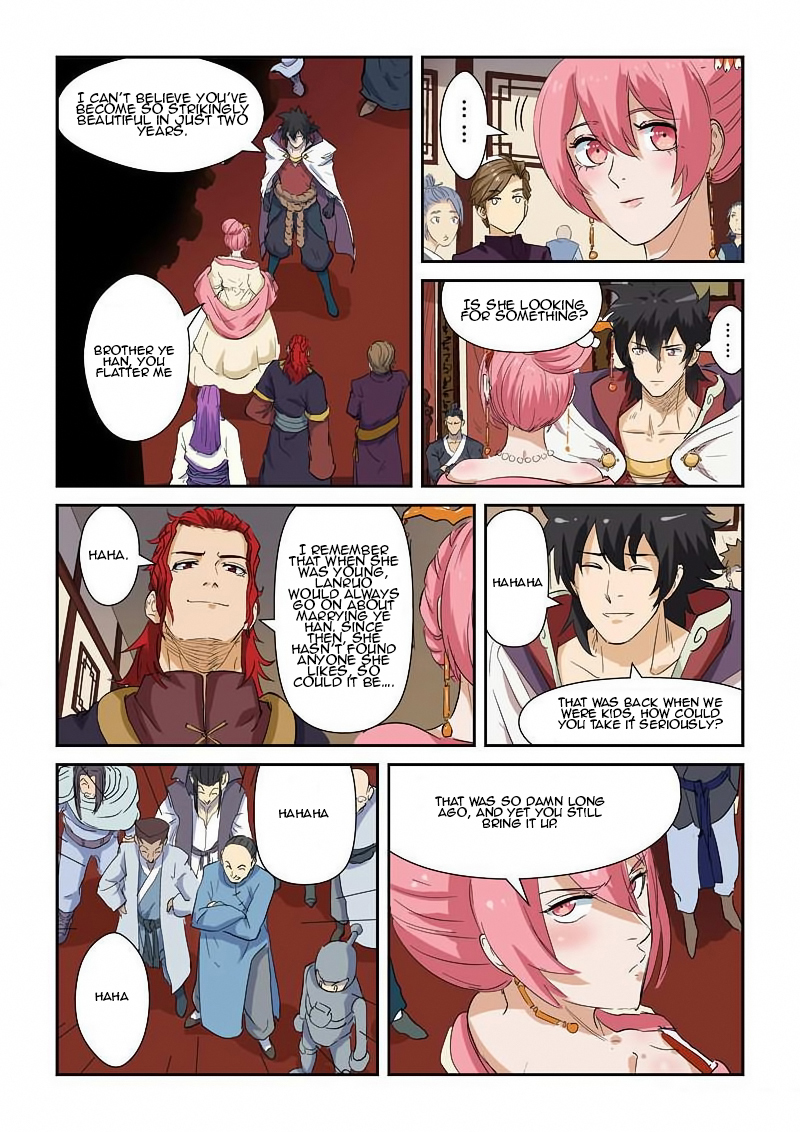 I CAN'T BELIEVE YOU'VE
BECOME SO STRIKINGLY
BEAUTIFUL IN JUST TWO
YEARS.
BROTHER YE
HAN, YOU
FLATTER ME
......
IS SHE LOOKING
FOR SOMETHING?
......
HAHA.
I REMEMBER
THAT WHEN SHE
WAS YOUNG,
LANRUO
WOULD ALWAYS
GO ON ABOUT
MARRYING YE
HAN. SINCE
THEN, SHE
HASN'T FOUND
ANYONE SHE
LIKES, SO
COULD IT BE....
HAHAHA
THAT WAS BACK WHEN WE
WERE KIDS, HOW COULD
YOU TAKE IT SERIOUSLY?
HAHAHA
HAHA
THAT WAS SO DAMN LONG
AGO, AND YET YOU STILL
BRING IT UP.